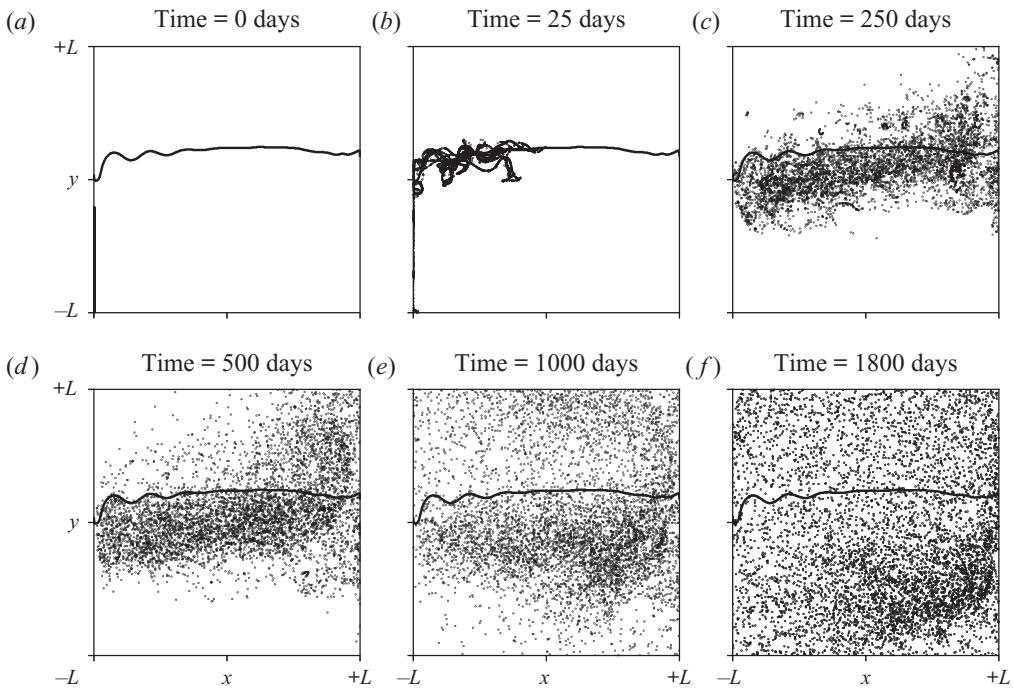 (a) Time = 0 days (b) Time = 25 days (c) Time = 250 days
+L
y
–L
(d) Time = 500 days (e) Time = 1000 days (f) Time = 1800 days
+L
y
–L x +L –L x +L –L x +L